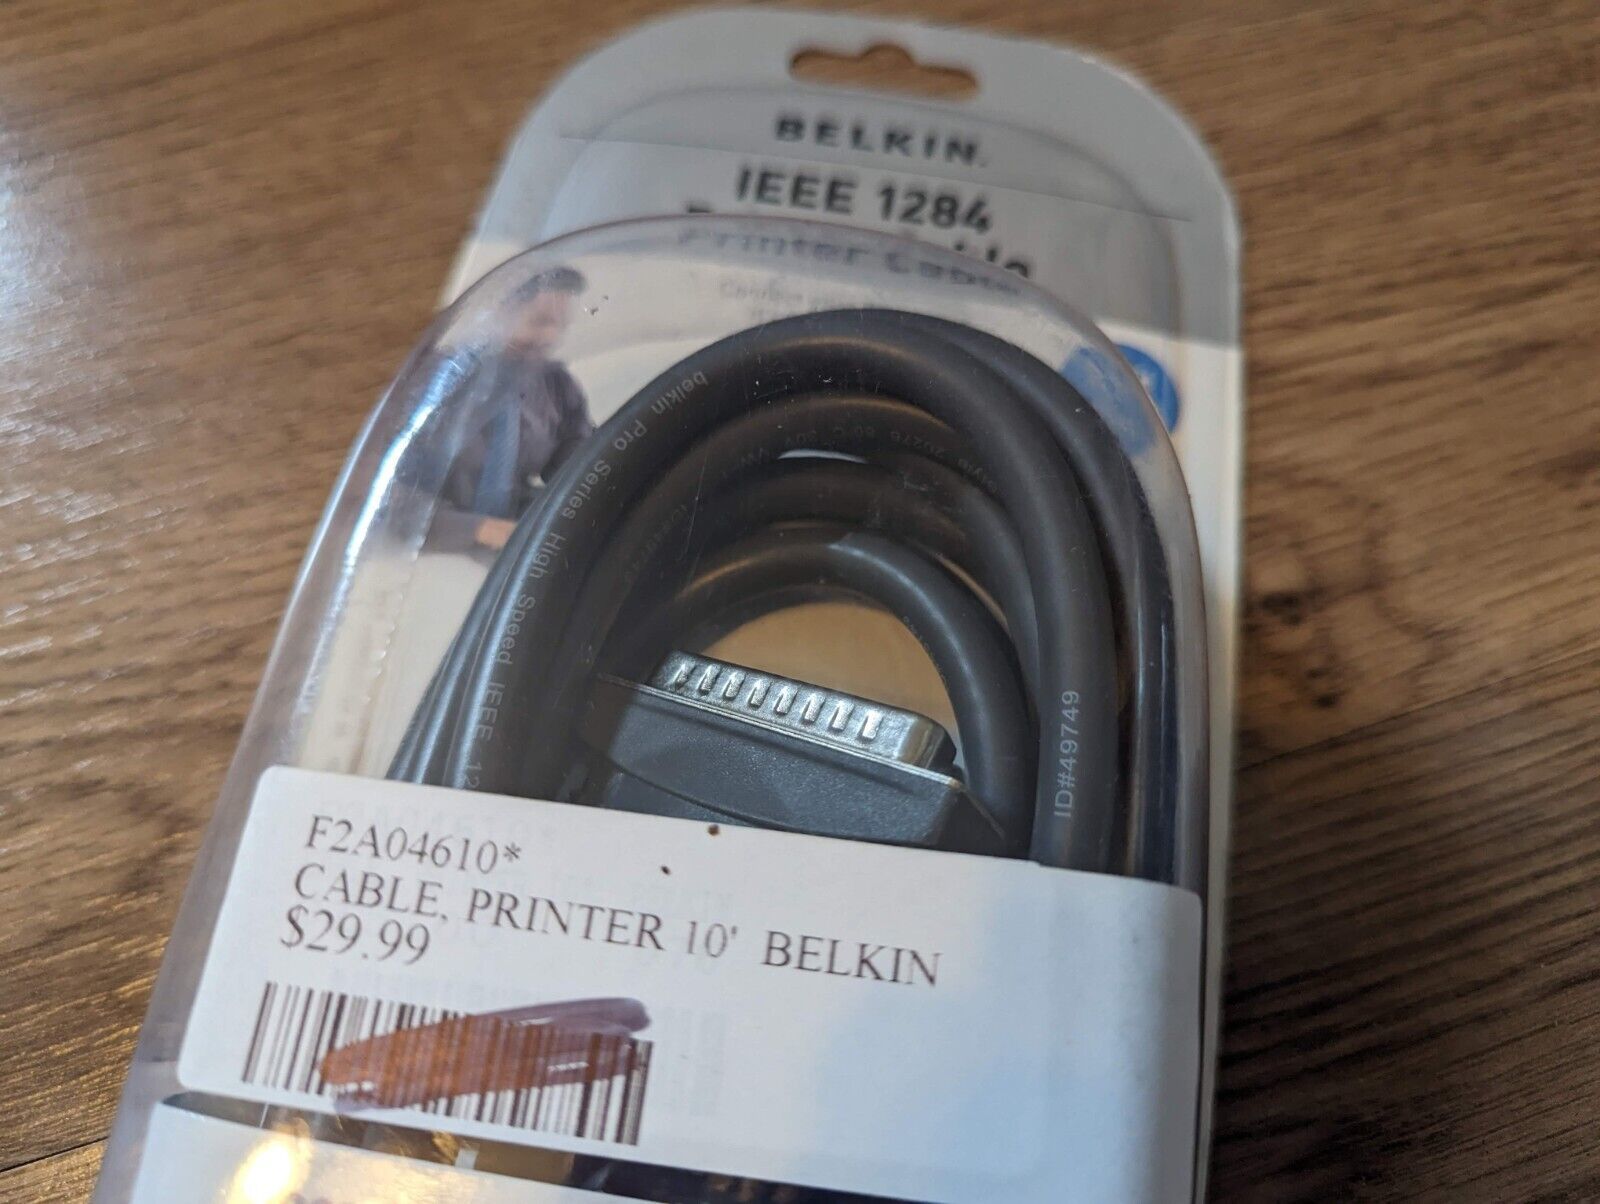 BELKIN.
IEEE 1284
Printer Cable
belkin Pro Series High Speed IEEE 12
ID#49749
F2A04610*
CABLE, PRINTER 10' BELKIN
$29.99